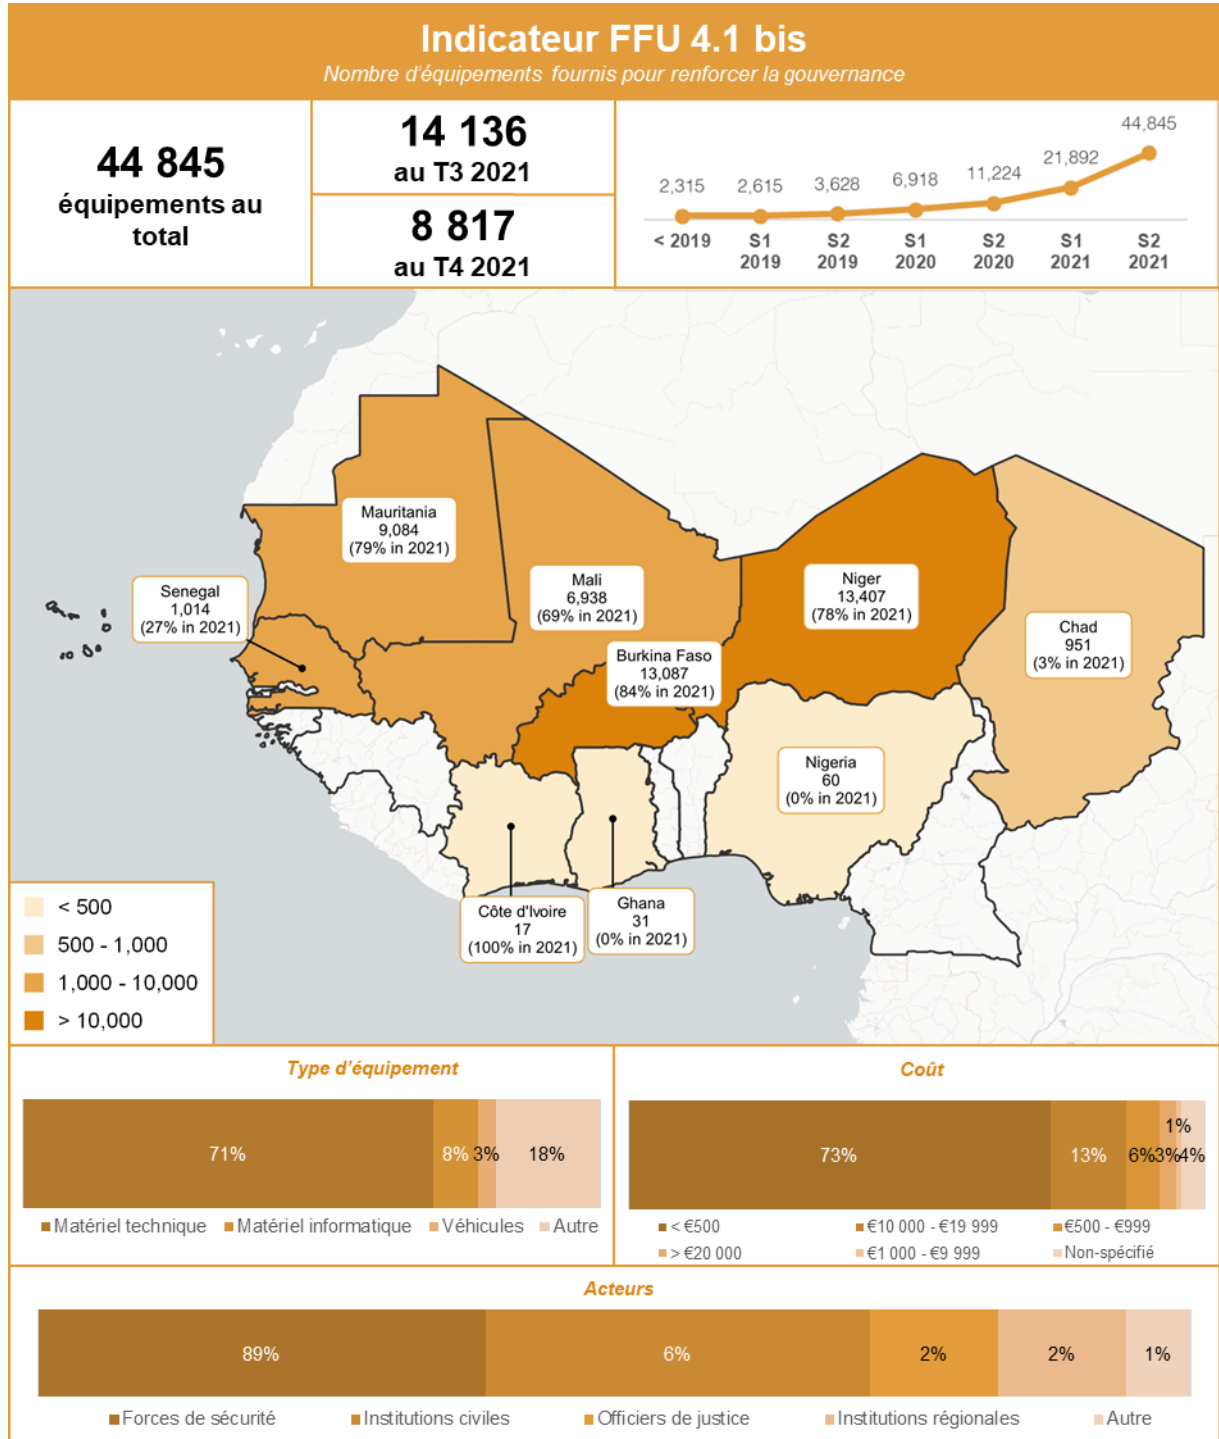 Indicateur FFU 4.1 bis
Nombre d'équipements fournis pour renforcer la gouvernance
44 845
équipements au
total
14 136
au T3 2021
8 817
au T4 2021
2,315
2,615
3,628
6,918
11,224
21,892
44,845
< 2019
S1
2019
S2
2019
S1
2020
S2
2020
S1
2021
S2
2021
Mauritania
9,084
(79% in 2021)
Senegal
1,014
(27% in 2021)
Mali
6,938
(69% in 2021)
Niger
13,407
(78% in 2021)
Chad
951
(3% in 2021)
Burkina Faso
13,087
(84% in 2021)
Nigeria
60
(0% in 2021)
Côte d'Ivoire
17
(100% in 2021)
Ghana
31
(0% in 2021)
< 500
500 - 1,000
1,000 - 10,000
> 10,000
Type d'équipement
71%
8%
3%
18%
Matériel technique
Matériel informatique
Véhicules
Autre
Coût
73%
13%
6%
3%
1%
4%
< €500
€10 000 - €19 999
€500 - €999
> €20 000
€1 000 - €9 999
Non-spécifié
Acteurs
89%
6%
2%
2%
1%
Forces de sécurité
Institutions civiles
Officiers de justice
Institutions régionales
Autre